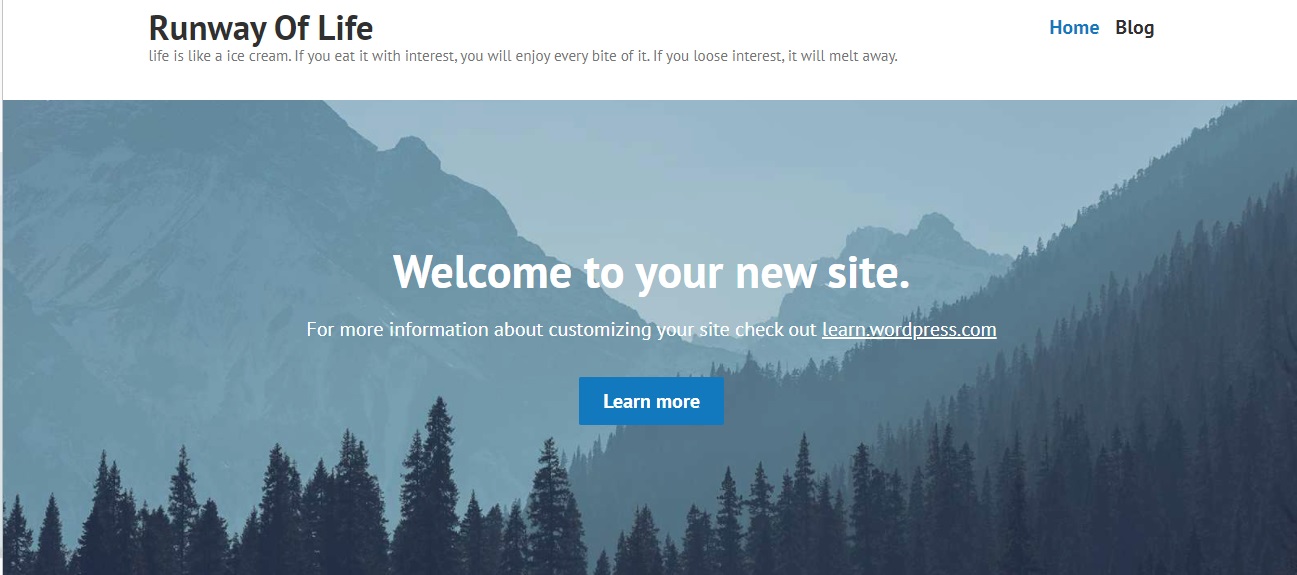 Runway Of Life
Home Blog
life is like a ice cream. If you eat it with interest, you will enjoy every bite of it. If you loose interest, it will melt away.
Welcome to your new site.
For more information about customizing your site check out learn.wordpress.com
Learn more